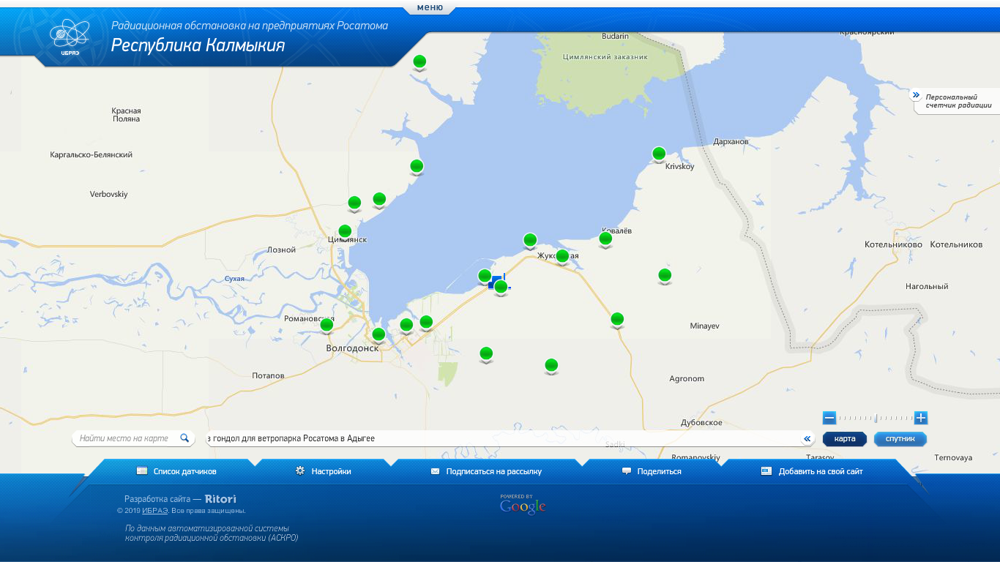 меню
Радиационная обстановка на предприятиях Росатома
Республика Калмыкия
ИБРАЭ
Budarin
Красноярский
Цимлянский заказник
Персональный
счетчик радиации
Красная
Поляна
Дарханов
Каргальско-Белянский
Krivskoy
Verbovskiy
Ковалёв
Цимлянск
Котельниково
Котельников
Лозной
Жуковская
Сухая
Нагольный
Романовская
Minayev
Волгодонск
Потапов
Agronom
Дубовское
Найти место на карте
в гондол для ветропарка Росатома в Адыгее
карта
спутник
Sadki
Romanovskiy
Tarasov
Ternovaya
Список датчиков
Настройки
Подписаться на рассылку
Поделиться
Добавить на свой сайт
Разработка сайта — Ritori
© 2019 ИБРАЭ. Все права защищены.
POWERED BY
Google
По данным автоматизированной системы
контроля радиационной обстановки (АСКРО)